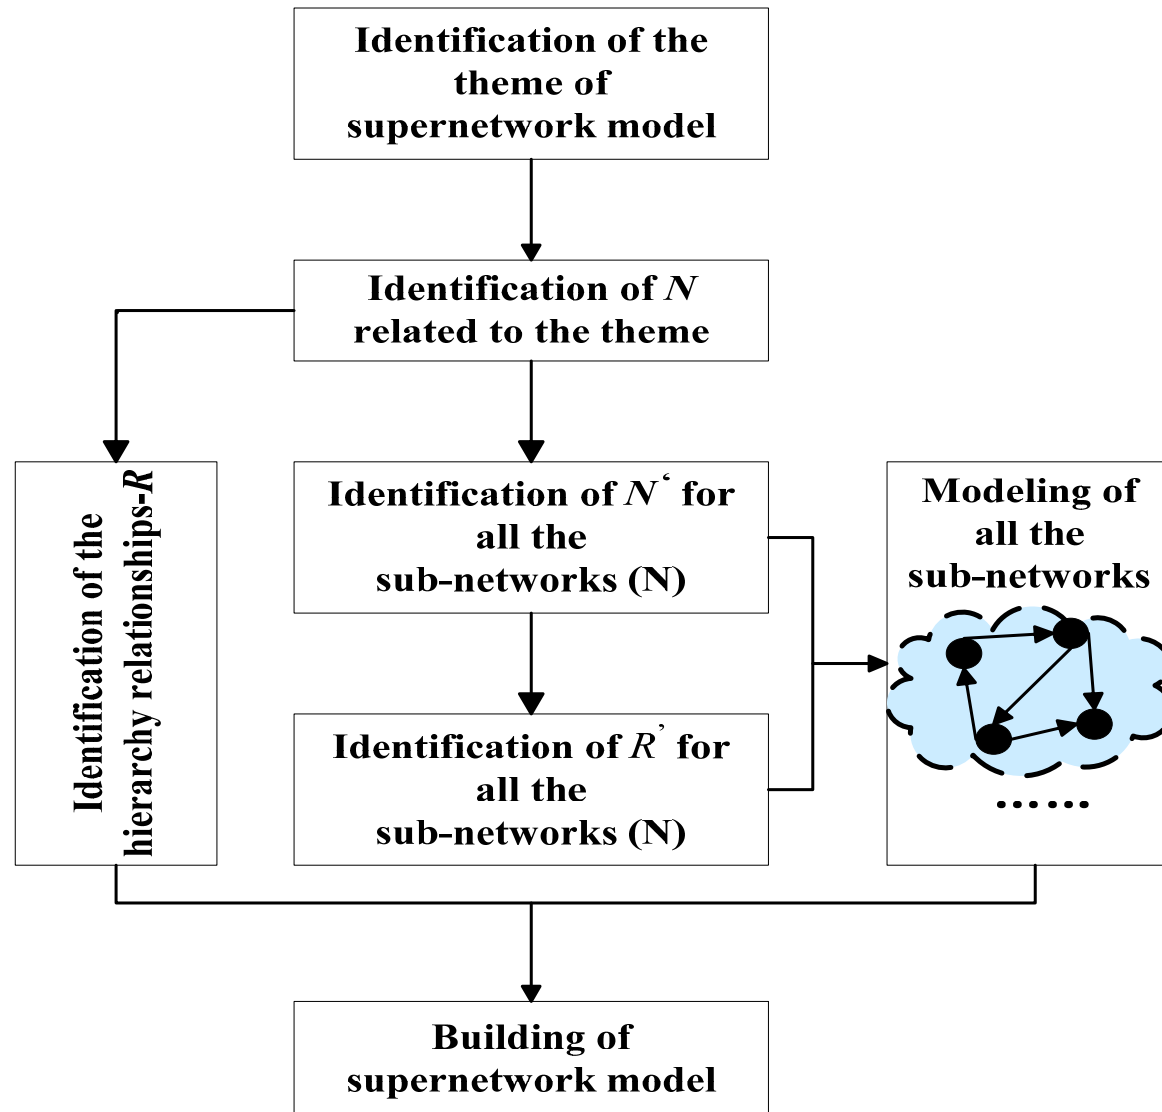 Identification of the
theme of
supernetwork model
Identification of N
related to the theme
Identification of the
hierarchy relationships-R
Identification of N‘ for
all the
sub-networks (N)
Identification of R’ for
all the
sub-networks (N)
Modeling of
all the
sub-networks
······
Building of
supernetwork model